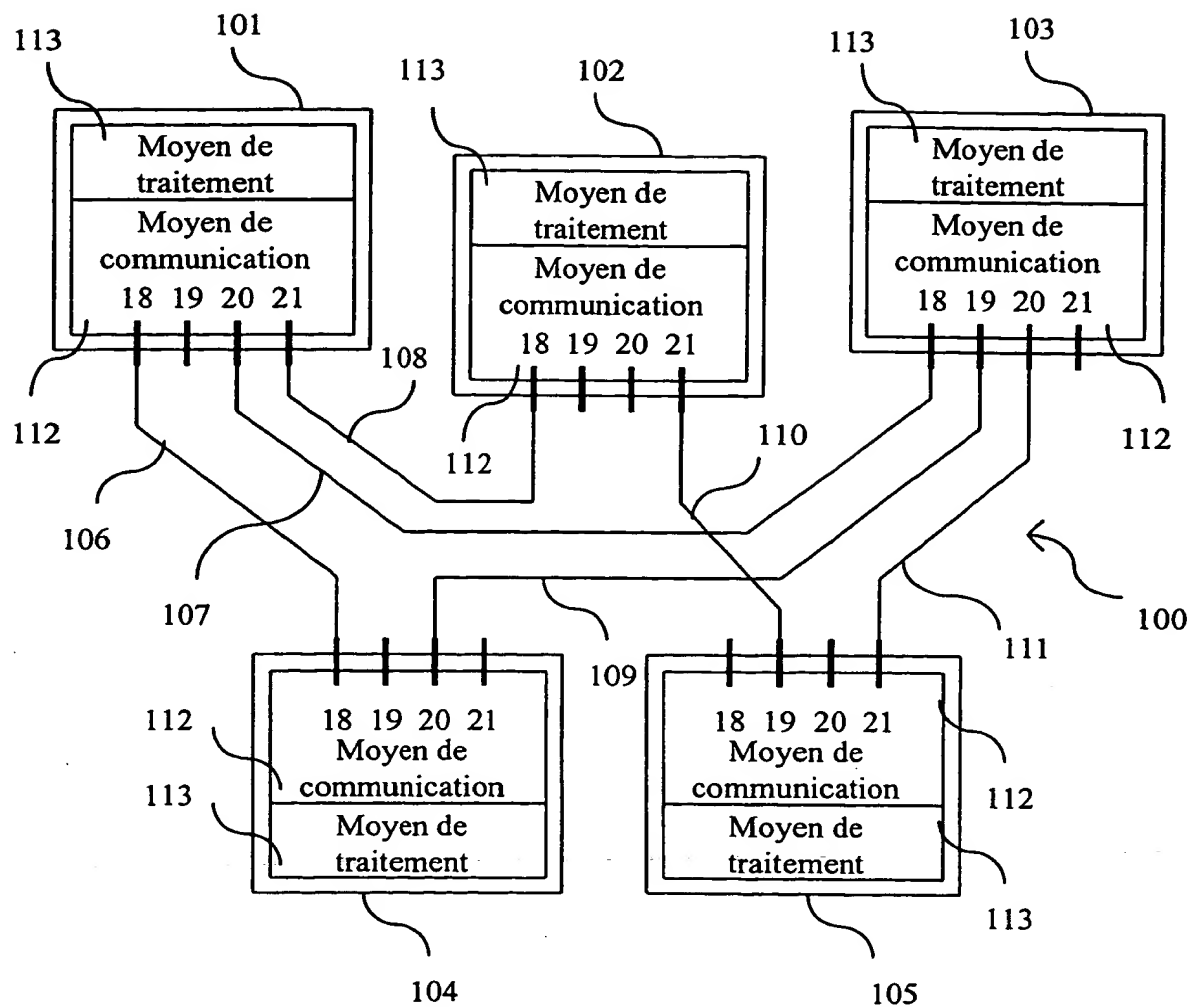 113
101
113
102
113
103
Moyen de
traitement
Moyen de
communication
18 19 20 21
112
Moyen de
traitement
Moyen de
communication
18 19 20 21
112
Moyen de
traitement
Moyen de
communication
18 19 20 21
112
108
110
106
107
109
111
100
112
18 19 20 21
Moyen de
communication
113
Moyen de
traitement
104
18 19 20 21
Moyen de
communication
112
Moyen de
traitement
113
105